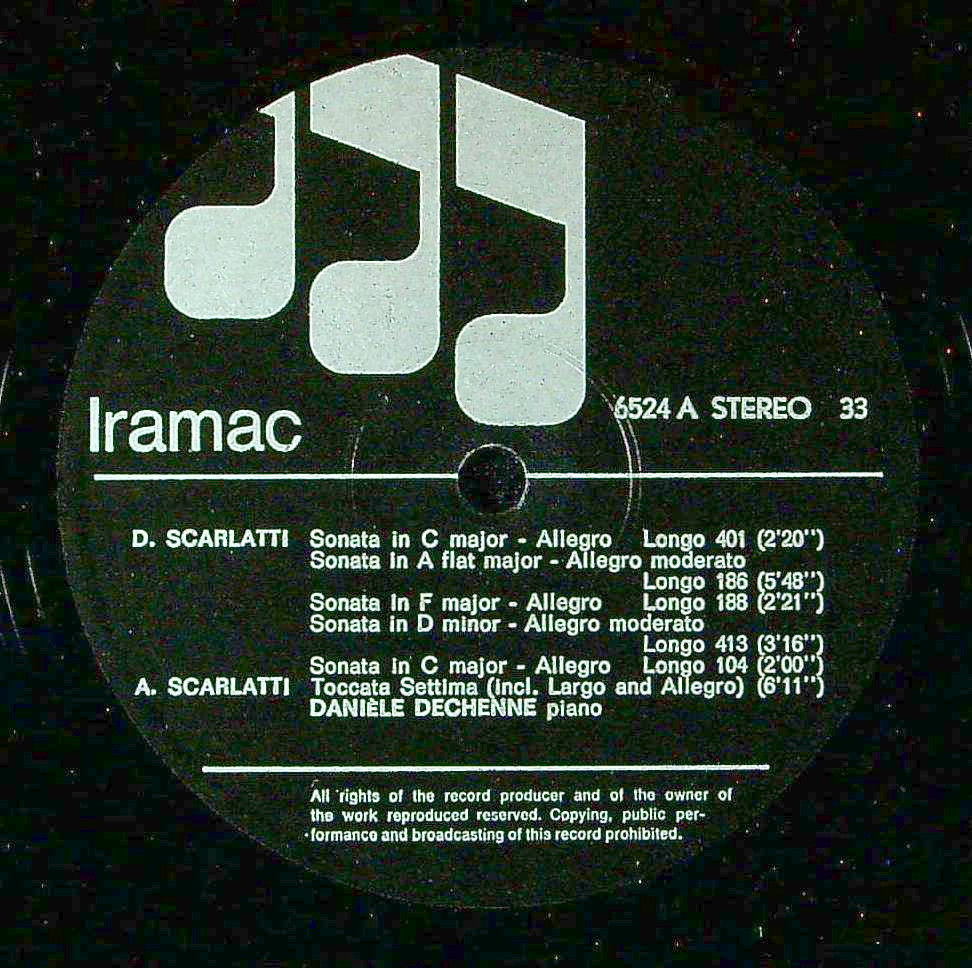 Iramac
6524 A STEREO 33
D. SCARLATTI Sonata in C major - Allegro Longo 401 (2'20'')
Sonata in A flat major - Allegro moderato
Longo 186 (5'48'')
Sonata in F major - Allegro Longo 188 (2'21'')
Sonata in D minor - Allegro moderato
Longo 413 (3'16'')
Sonata in C major - Allegro Longo 104 (2'00'')
A. SCARLATTI Toccata Settima (incl. Largo and Allegro) (6'11'')
DANIÈLE DECHENNE piano
All rights of the record producer and of the owner of
the work reproduced reserved. Copying, public per-
formance and broadcasting of this record prohibited.